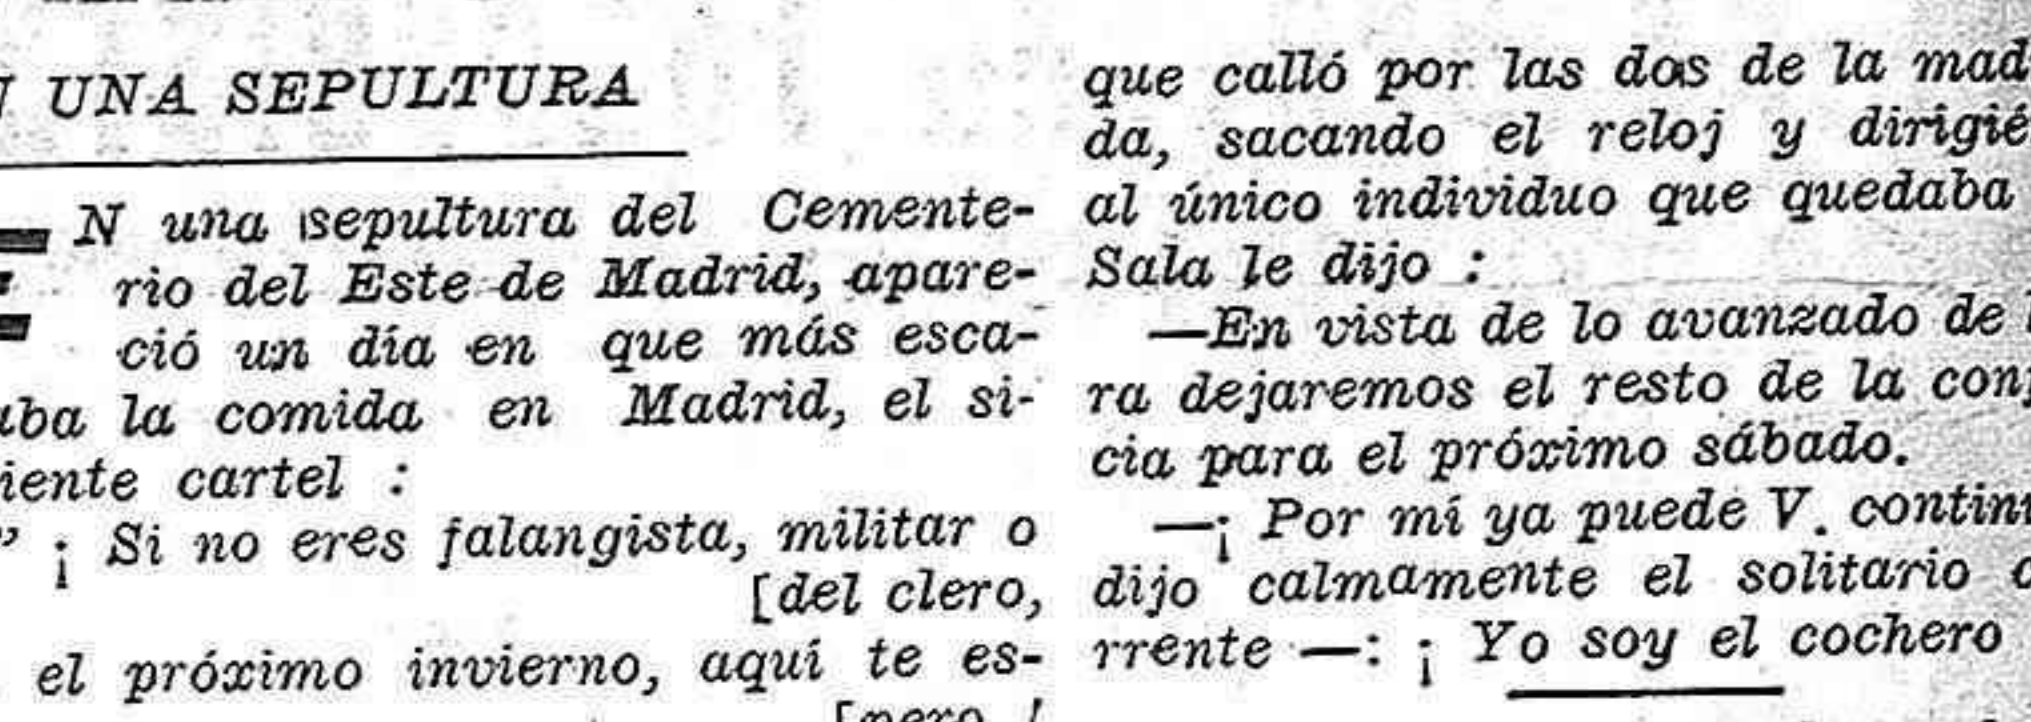 UNA SEPULTURA
EN una sepultura del Cemente-
rio del Este de Madrid, apare-
ció un día en que más esca-
aba la comida en Madrid, el si-
iente cartel :
" ¡ Si no eres falangista, militar o
[del clero,
el próximo invierno, aquí te es-
[pero !
que calló por las dos de la mad
da, sacando el reloj y dirigié
al único individuo que quedaba
Sala le dijo :
—En vista de lo avanzado de
ra dejaremos el resto de la con
cia para el próximo sábado.
—¡ Por mí ya puede V. contin
dijo calmamente el solitario
rrente —: ¡ Yo soy el cochero